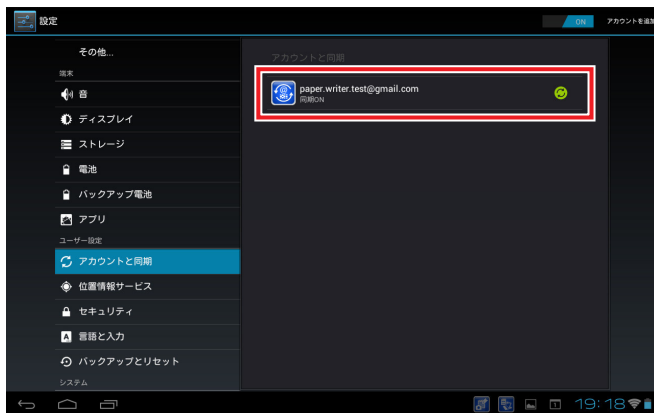 設定
ON
アカウントを追加
その他...
端末
音
ディスプレイ
ストレージ
電池
バックアップ電池
アプリ
ユーザー設定
アカウントと同期
位置情報サービス
セキュリティ
A 言語と入力
バックアップとリセット
システム
アカウントと同期
paper.writer.test@gmail.com
同期ON
1
19:18